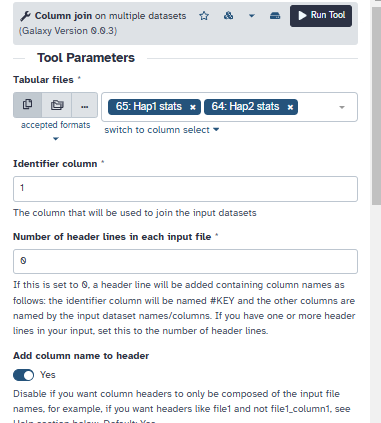 Column join on multiple datasets
(Galaxy Version 0.0.3)
Run Tool
Tool Parameters
Tabular files *
65: Hap1 stats ×
64: Hap2 stats ×
accepted formats
switch to column select
Identifier column *
1
The column that will be used to join the input datasets
Number of header lines in each input file *
0
If this is set to 0, a header line will be added containing column names as
follows: the identifier column will be named #KEY and the other columns are
named by the input dataset names/columns. If you have one or more header
lines in your input, set this to the number of header lines.
Add column name to header
Yes
Disable if you want column headers to only be composed of the input file
names, for example, if you want headers like file1 and not file1_column1, see
Help section below. Default: Yes